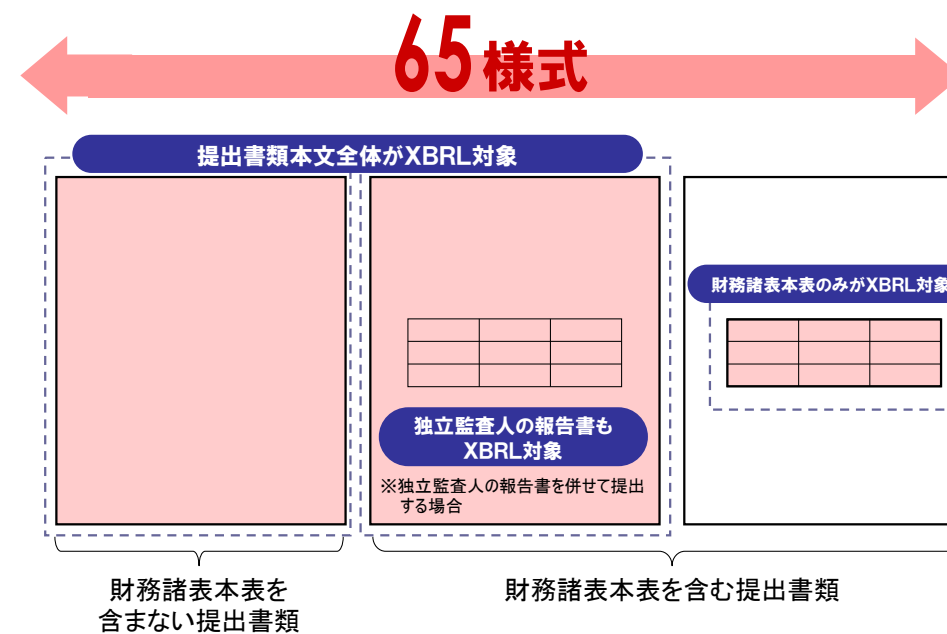 65様式
提出書類本文全体がXBRL対象
財務諸表本表のみがXBRL対象
独立監査人の報告書も
XBRL対象
※独立監査人の報告書を併せて提出
する場合
財務諸表本表を
含まない提出書類
財務諸表本表を含む提出書類